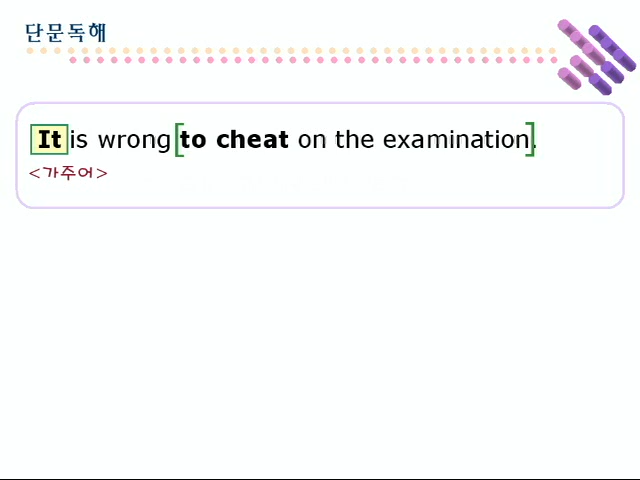 단문독해
It is wrong [to cheat on the examination].
<가주어>